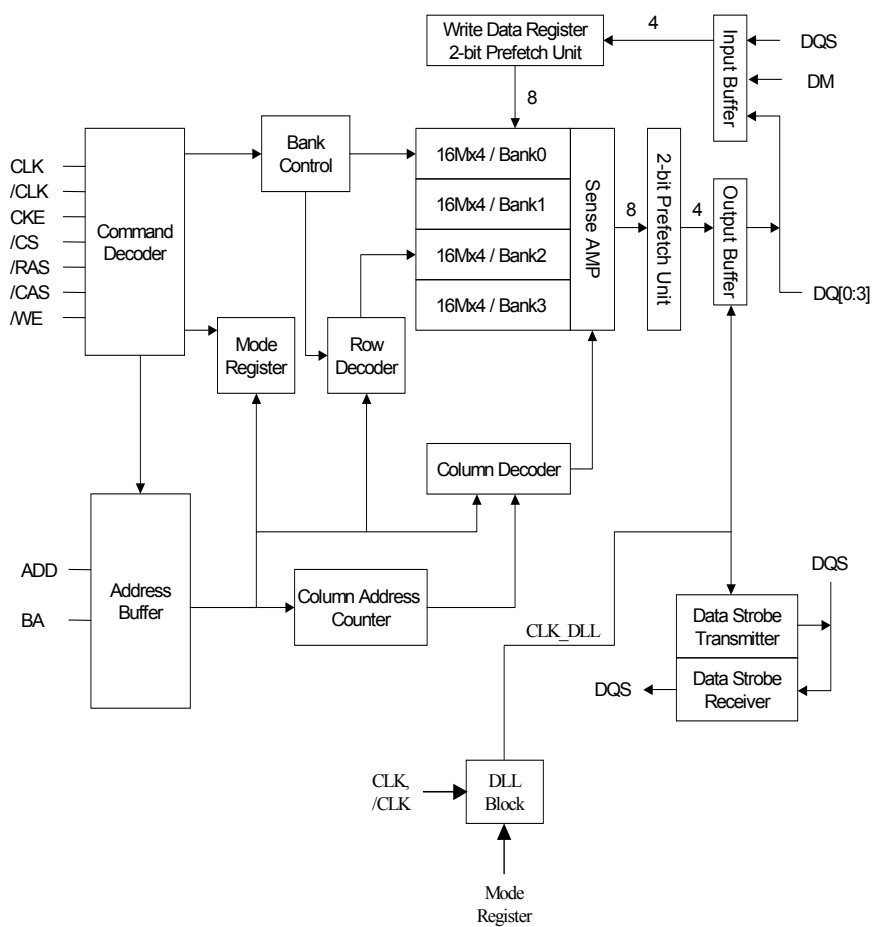 Write Data Register
2-bit Prefetch Unit
4
Input Buffer
DQS
DM
8
Bank
Control
16Mx4 / Bank0
16Mx4 / Bank1
16Mx4 / Bank2
16Mx4 / Bank3
Sense AMP
8
2-bit Prefetch Unit
4
Output Buffer
DQ[0:3]
CLK
/CLK
CKE
/CS
/RAS
/CAS
/WE
Command
Decoder
Mode
Register
Row
Decoder
Column Decoder
ADD
BA
Address
Buffer
Column Address
Counter
CLK_DLL
DQS
Data Strobe
Transmitter
Data Strobe
Receiver
DQS
CLK,
/CLK
DLL
Block
Mode
Register